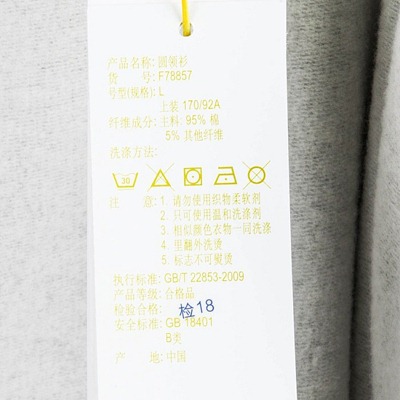 产品名称: 圆领衫
货 号: F78857
号型(规格): L
上装 170/92A
纤维成分: 主料: 95% 棉
5% 其他纤维
洗涤方法:
30
注 意: 1. 请勿使用织物柔软剂
2. 只可使用温和洗涤剂
3. 相似颜色衣物一同洗涤
4. 里翻外洗烫
5. 标志不可熨烫
执行标准: GB/T 22853-2009
产品等级: 合格品
检验合格: 检18
安全标准: GB 18401
B类
产 地: 中国